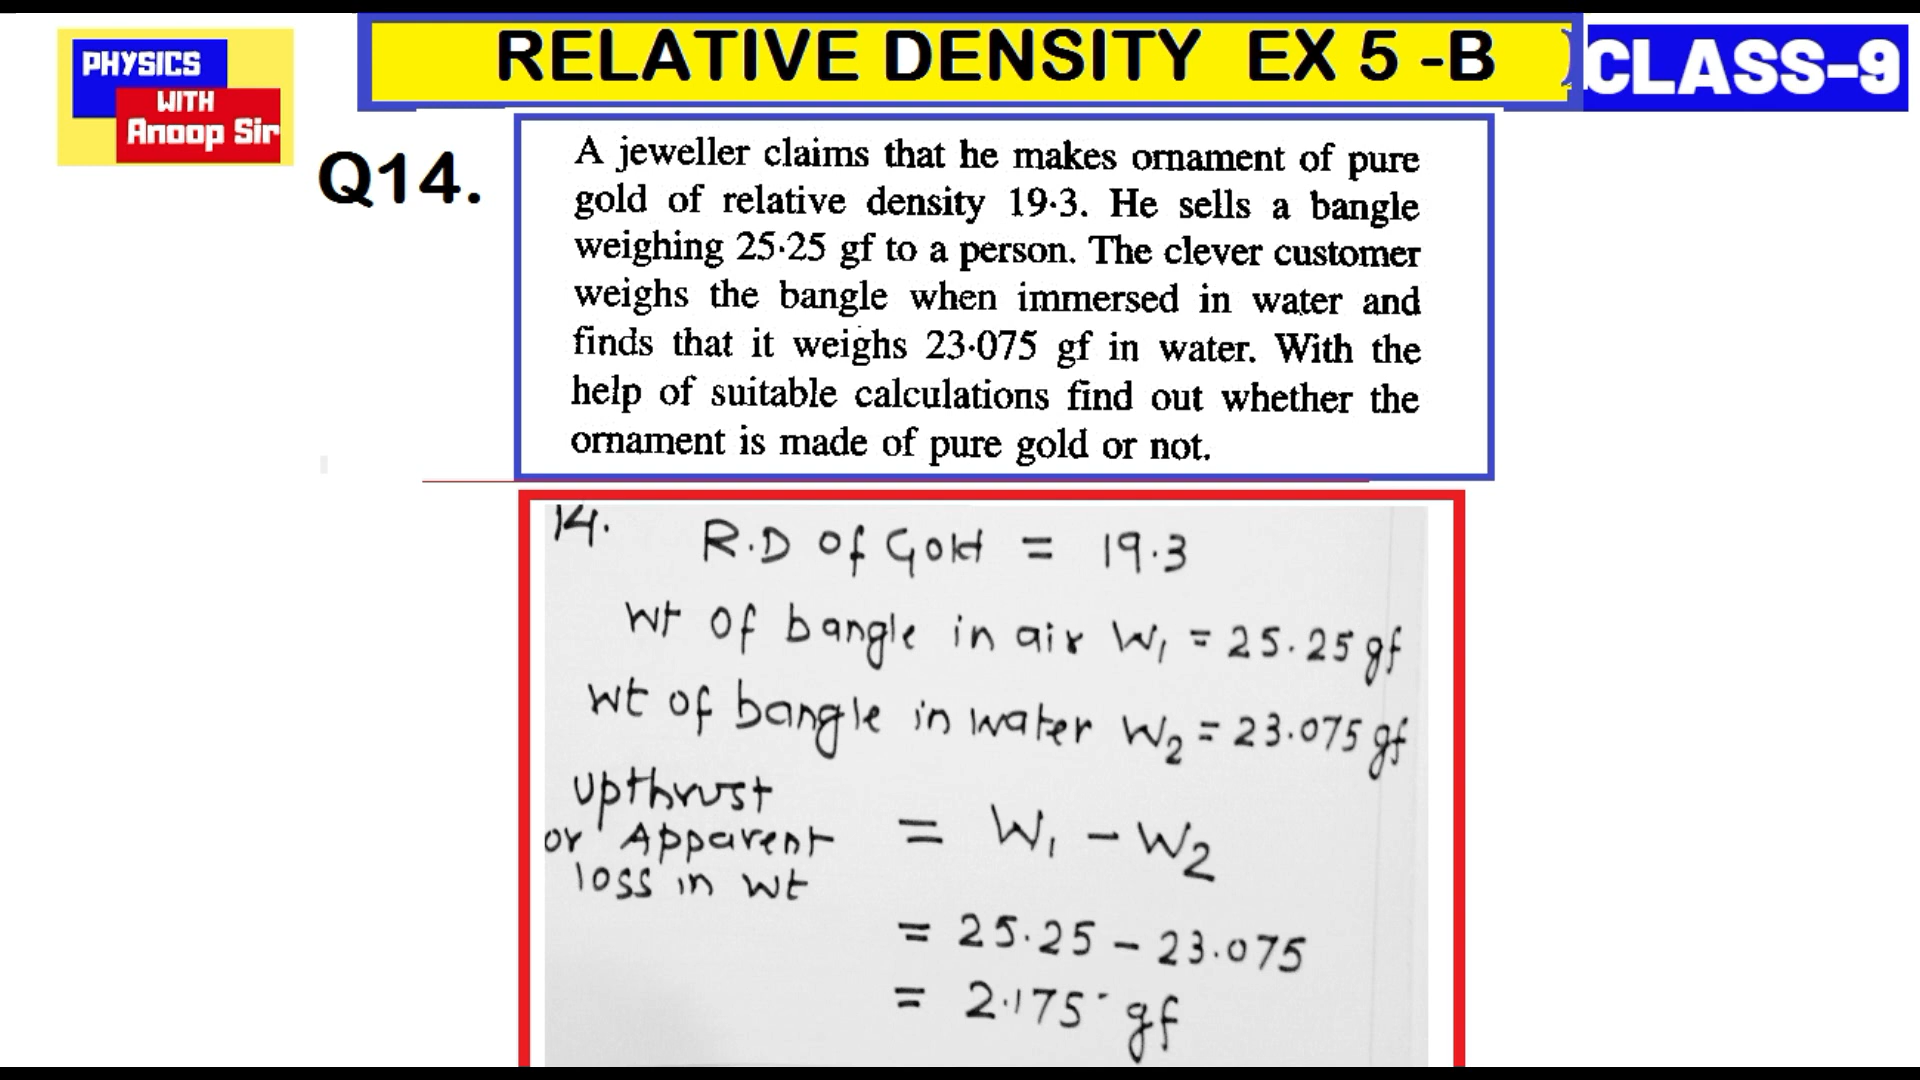 PHYSICS
WITH
Anoop Sir
RELATIVE DENSITY EX 5 -B
CLASS-9
Q14.
A jeweller claims that he makes ornament of pure
gold of relative density 19·3. He sells a bangle
weighing 25·25 gf to a person. The clever customer
weighs the bangle when immersed in water and
finds that it weighs 23·075 gf in water. With the
help of suitable calculations find out whether the
ornament is made of pure gold or not.
14. R.D of Gold = 19.3
Wt of bangle in air W₁ = 25.25 gf
Wt of bangle in water W₂ = 23.075 gf
Upthrust
or Apparent = W₁ - W₂
loss in wt
= 25.25 - 23.075
= 2.175 gf